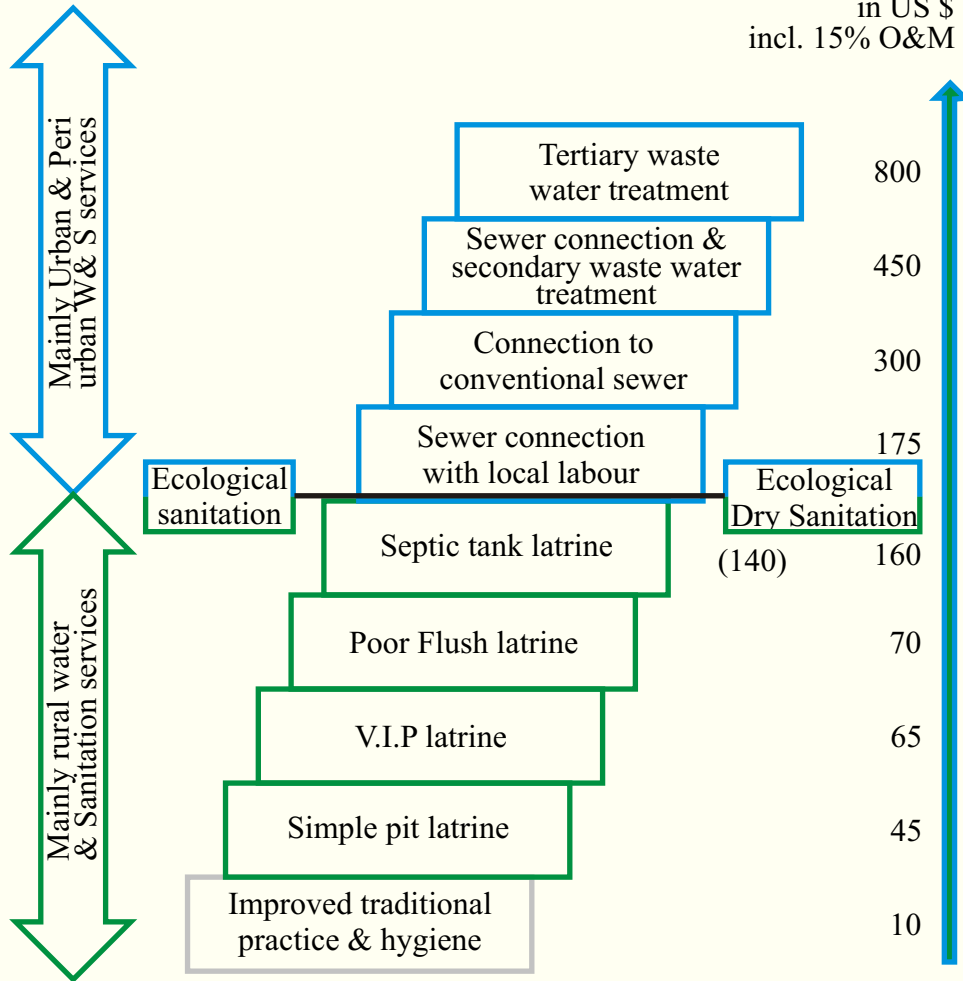 in US $
incl. 15% O&M
Mainly Urban & Peri
urban W& S services
Tertiary waste
water treatment
800
Sewer connection &
secondary waste water
treatment
450
Connection to
conventional sewer
300
Sewer connection
with local labour
175
Ecological
sanitation
Ecological
Dry Sanitation
(140)
Mainly rural water
& Sanitation services
Septic tank latrine
160
Poor Flush latrine
70
V.I.P latrine
65
Simple pit latrine
45
Improved traditional
practice & hygiene
10